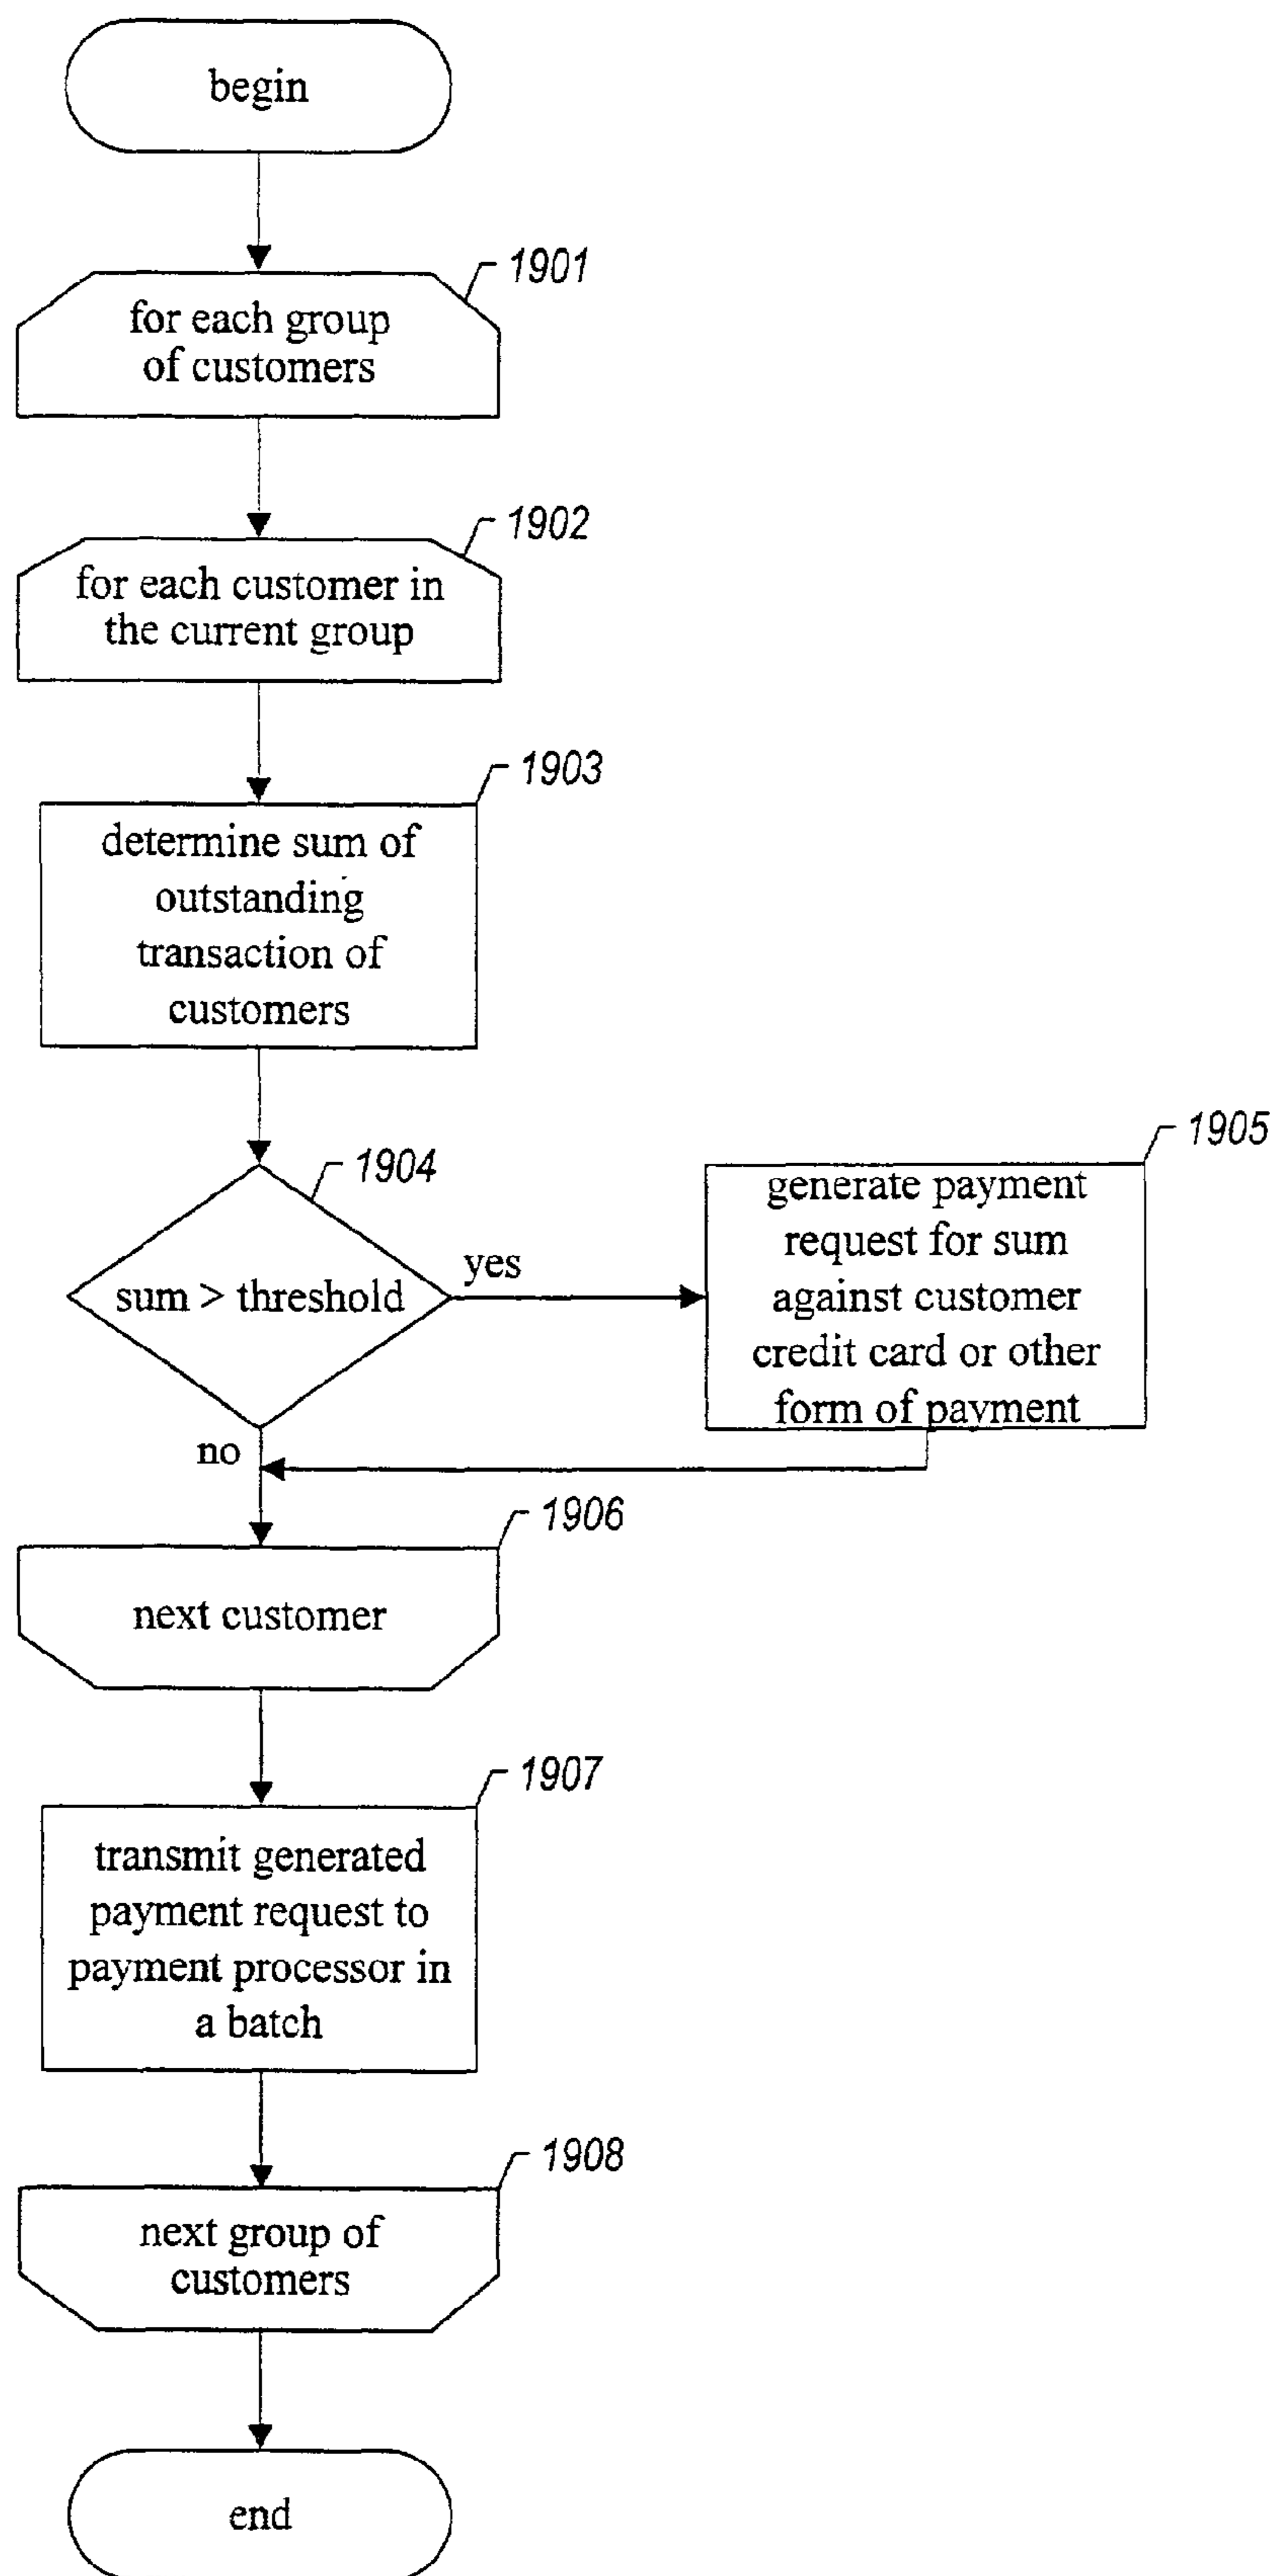 begin
1901
for each group
of customers
1902
for each customer in
the current group
1903
determine sum of
outstanding
transaction of
customers
1904
sum > threshold
yes
1905
generate payment
request for sum
against customer
credit card or other
form of payment
no
1906
next customer
1907
transmit generated
payment request to
payment processor in
a batch
1908
next group of
customers
end